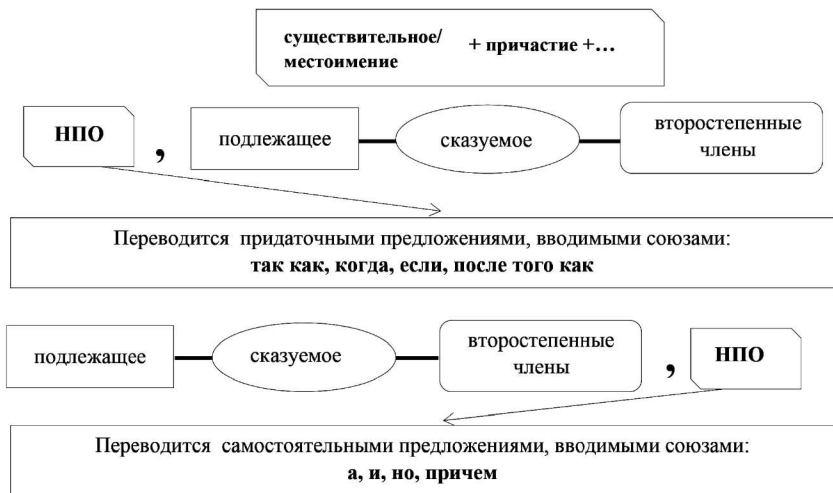 существительное/ + причастие +…
местоимение
НПО , подлежащее сказуемое второстепенные
члены
Переводится придаточными предложениями, вводимыми союзами:
так как, когда, если, после того как
подлежащее сказуемое второстепенные
члены , НПО
Переводится самостоятельными предложениями, вводимыми союзами:
а, и, но, причем